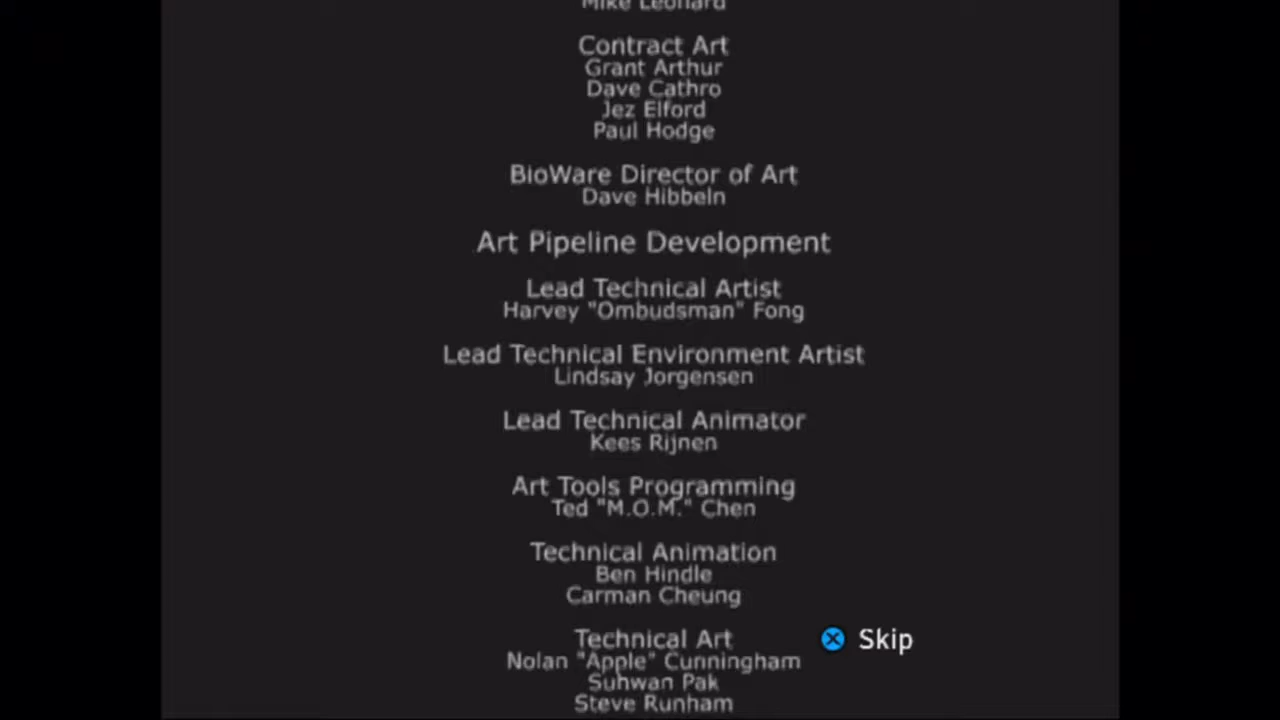 Mike Leonard
Contract Art
Grant Arthur
Dave Cathro
Jez Elford
Paul Hodge
BioWare Director of Art
Dave Hibbeln
Art Pipeline Development
Lead Technical Artist
Harvey "Ombudsman" Fong
Lead Technical Environment Artist
Lindsay Jorgensen
Lead Technical Animator
Kees Rijnen
Art Tools Programming
Ted "M.O.M." Chen
Technical Animation
Ben Hindle
Carman Cheung
Technical Art
Skip
Nolan "Apple" Cunningham
Suhwan Pak
Steve Runham